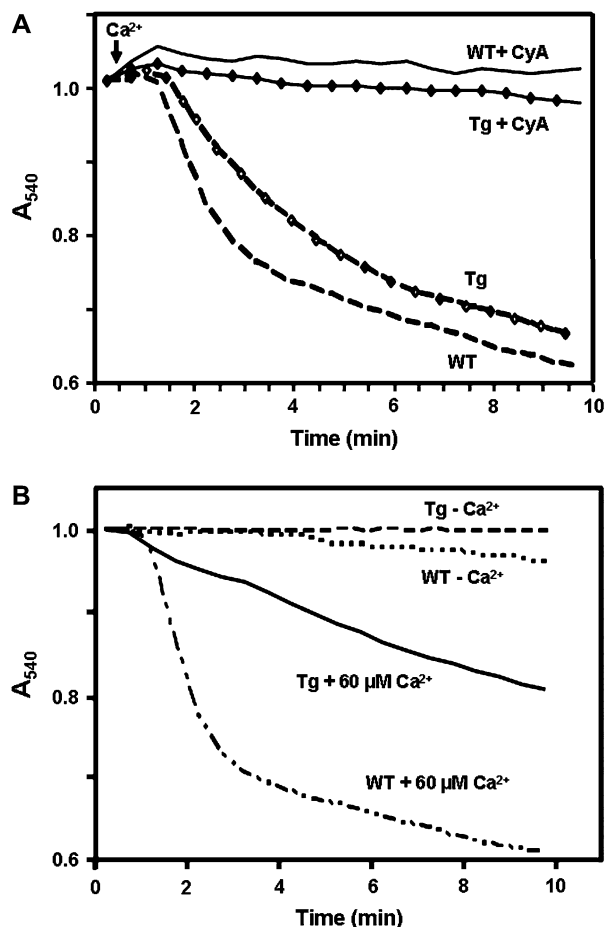 A
Ca²⁺
WT + CyA
1.0
Tg + CyA
A₅₄₀
0.8
Tg
WT
0.6
0 2 4 6 8 10
Time (min)
B
Tg - Ca²⁺
1.0
WT - Ca²⁺
A₅₄₀
Tg + 60 µM Ca²⁺
0.8
WT + 60 µM Ca²⁺
0.6
0 2 4 6 8 10
Time (min)